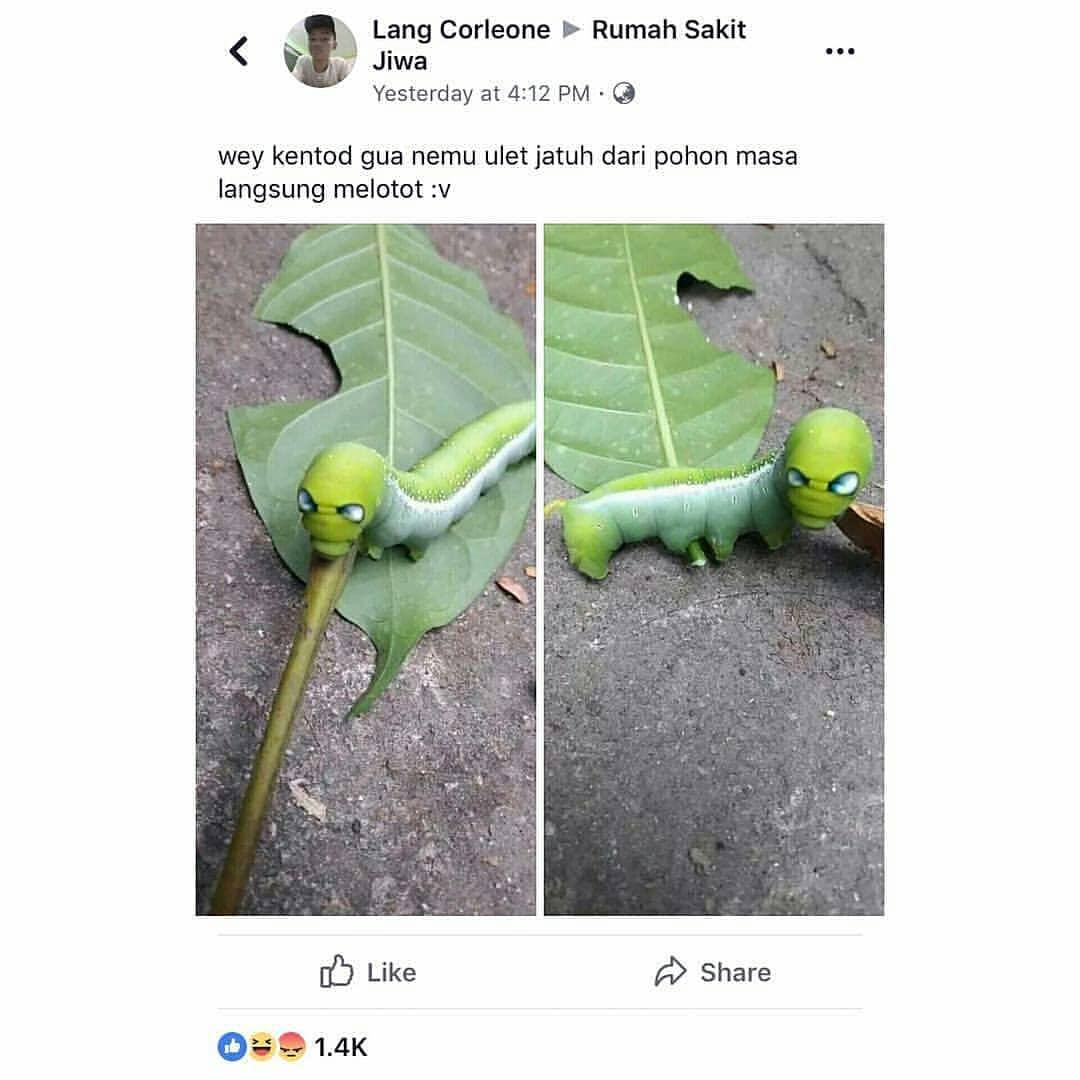 Lang Corleone ▶ Rumah Sakit
Jiwa
Yesterday at 4:12 PM ·
wey kentod gua nemu ulet jatuh dari pohon masa
langsung melotot :v
Like
Share
1.4K